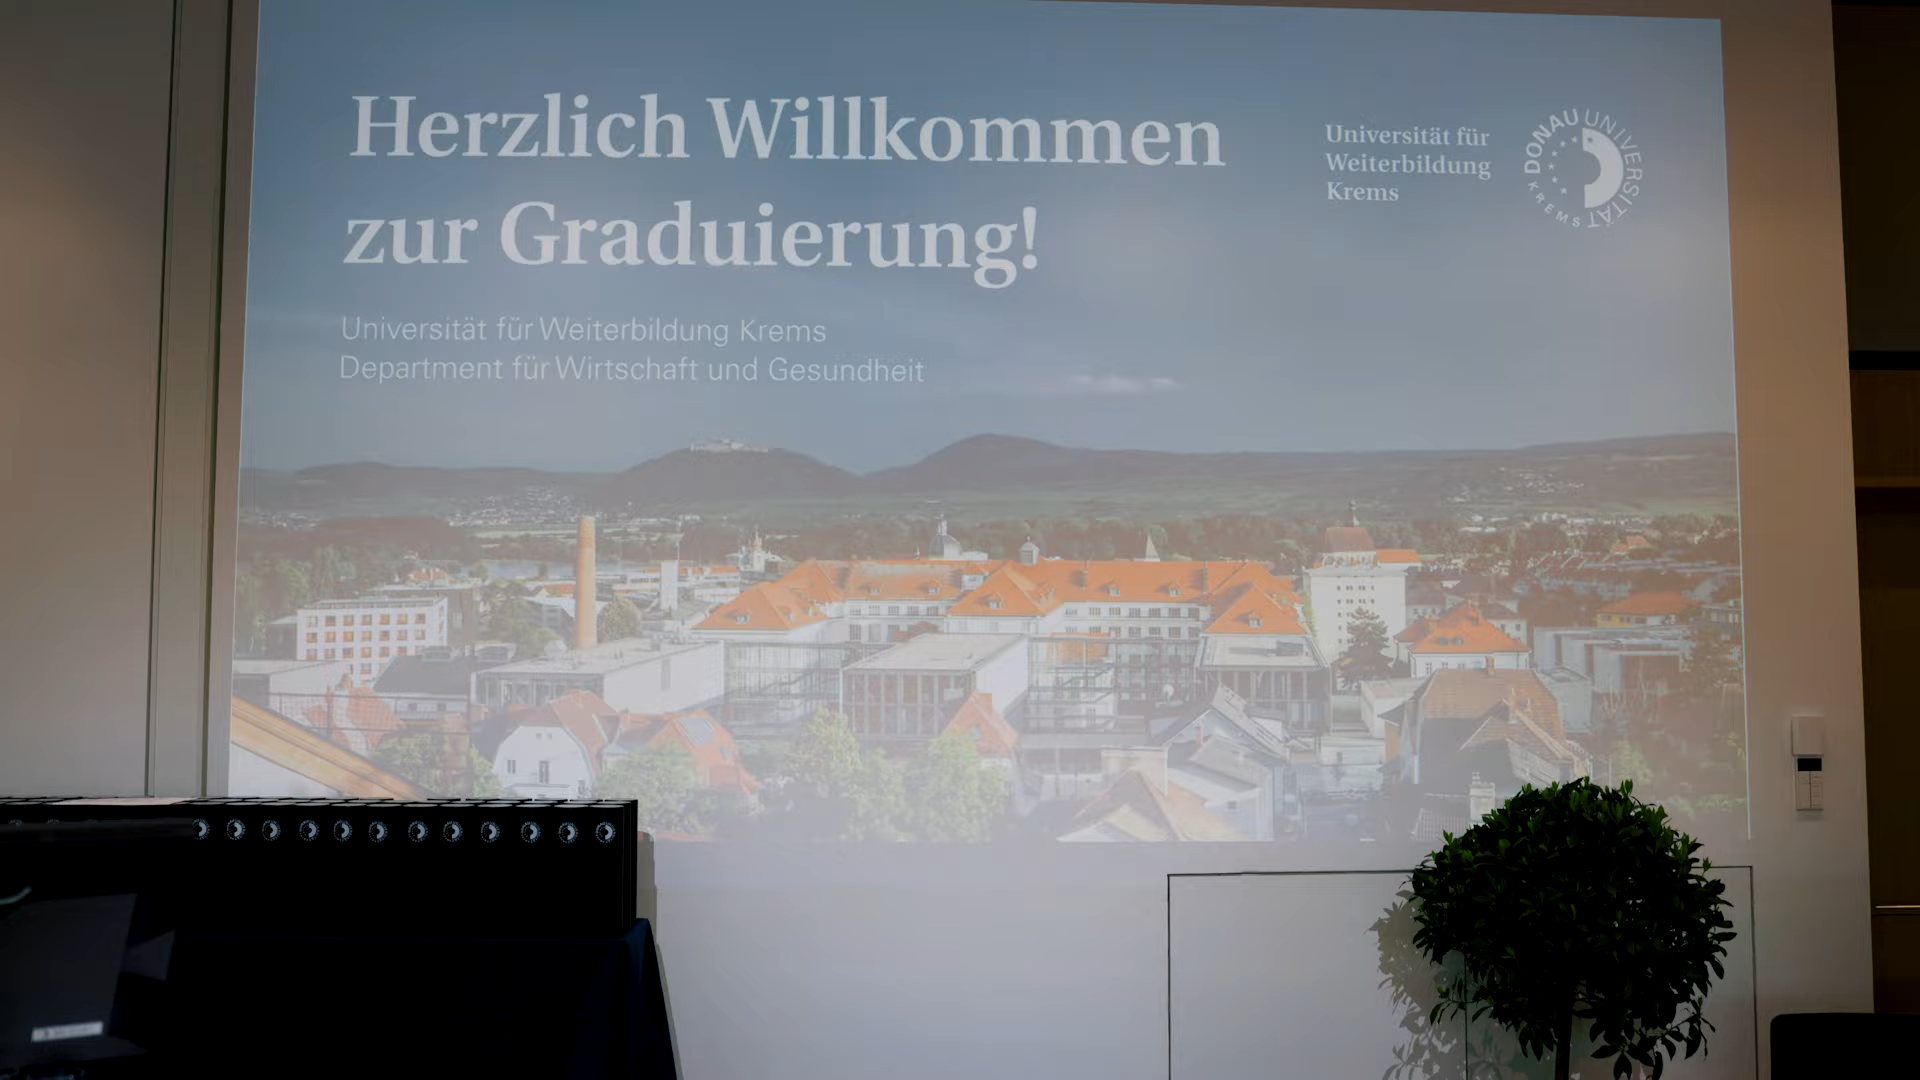 Herzlich Willkommen
zur Graduierung!
Universität für Weiterbildung Krems
Department für Wirtschaft und Gesundheit
Universität für
Weiterbildung
Krems
DONAU UNIVERSITÄT
KREMS